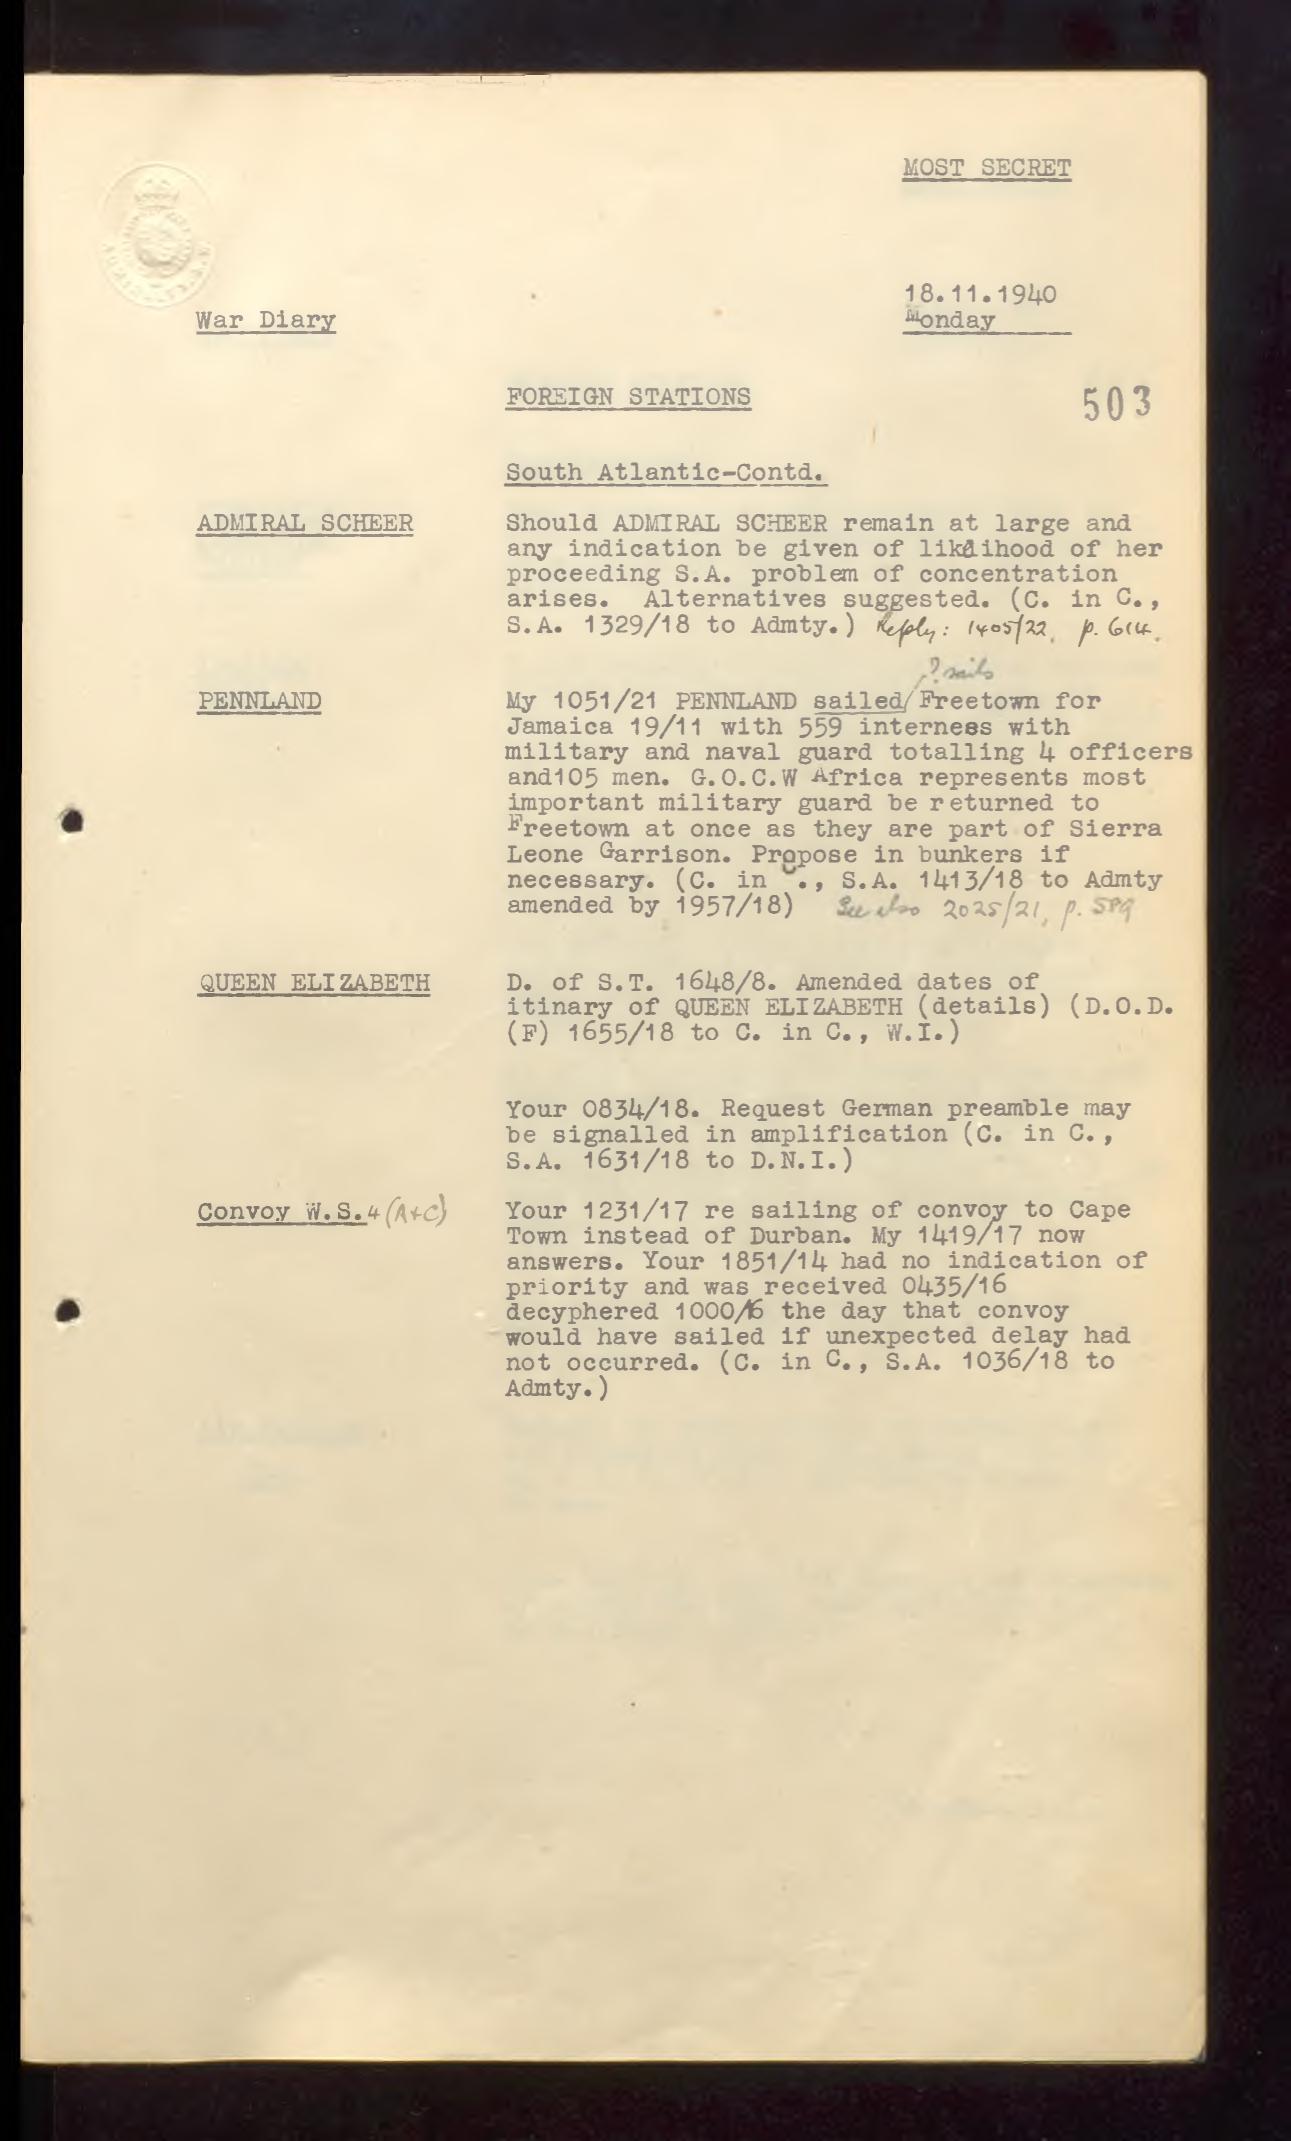 MOST SECRET
18.11.1940
War Diary
Monday
FOREIGN STATIONS
503
South Atlantic-Contd.
ADMIRAL SCHEER
Should ADMIRAL SCHEER remain at large and
any indication be given of liklihood of her
proceeding S.A. problem of concentration
arises. Alternatives suggested. (C. in C.,
S.A. 1329/18 to Admty.) Reply: 1405/22, p. 614.
? sails
PENNLAND
My 1051/21 PENNLAND sailed/Freetown for
Jamaica 19/11 with 559 internees with
military and naval guard totalling 4 officers
and105 men. G.O.C.W Africa represents most
important military guard be returned to
Freetown at once as they are part of Sierra
Leone Garrison. Propose in bunkers if
necessary. (C. in C., S.A. 1413/18 to Admty
amended by 1957/18) See also 2025/21, p. 589
QUEEN ELIZABETH
D. of S.T. 1648/8. Amended dates of
itinary of QUEEN ELIZABETH (details) (D.O.D.
(F) 1655/18 to C. in C., W.I.)
Your 0834/18. Request German preamble may
be signalled in amplification (C. in C.,
S.A. 1631/18 to D.N.I.)
Convoy W.S.4 (A+C)
Your 1231/17 re sailing of convoy to Cape
Town instead of Durban. My 1419/17 now
answers. Your 1851/14 had no indication of
priority and was received 0435/16
decyphered 1000/16 the day that convoy
would have sailed if unexpected delay had
not occurred. (C. in C., S.A. 1036/18 to
Admty.)